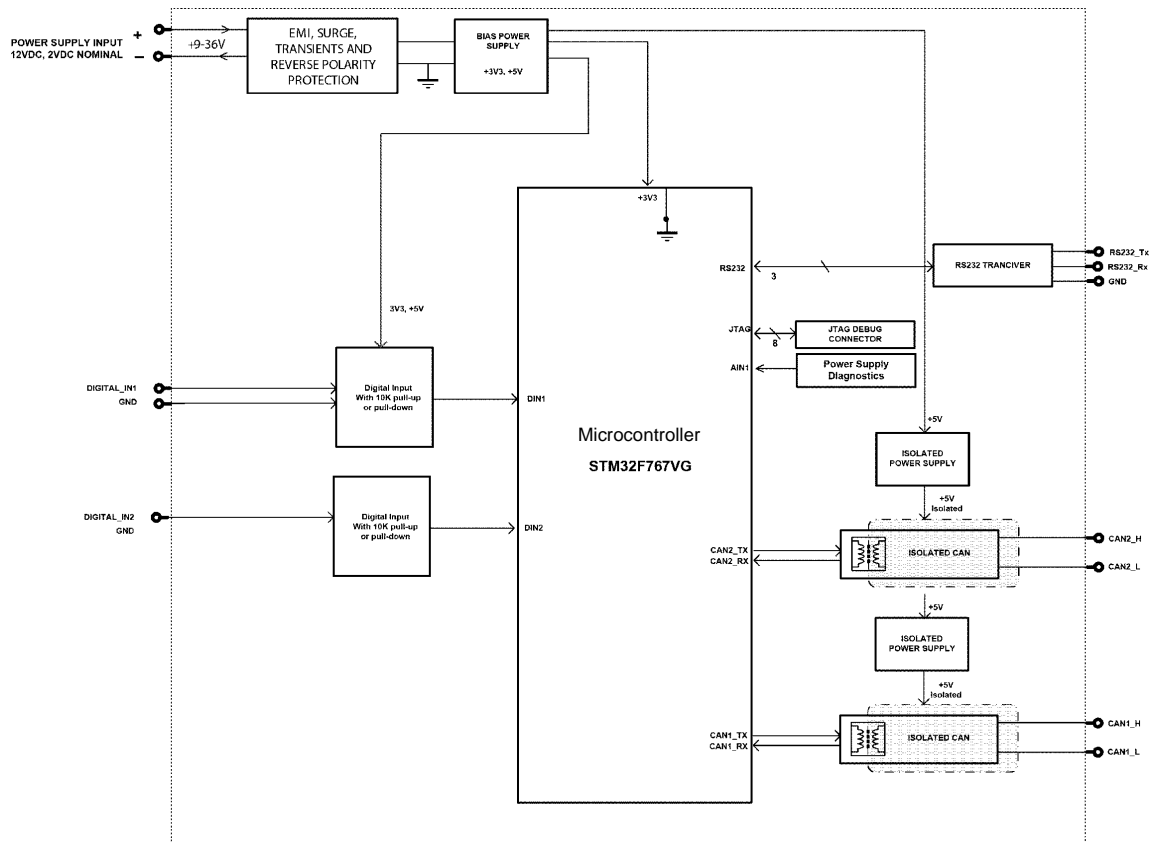 POWER SUPPLY INPUT
12VDC, 2VDC NOMINAL
+
–
+9-36V
EMI, SURGE,
TRANSIENTS AND
REVERSE POLARITY
PROTECTION
BIAS POWER
SUPPLY
+3V3, +5V
+3V3
3V3, +5V
RS232
3
RS232 TRANCIVER
RS232_Tx
RS232_Rx
GND
JTAG
8
JTAG DEBUG
CONNECTOR
AIN1
Power Supply
Diagnostics
DIGITAL_IN1
GND
Digital Input
With 10K pull-up
or pull-down
DIN1
Microcontroller
STM32F767VG
+5V
ISOLATED
POWER SUPPLY
+5V
Isolated
DIGITAL_IN2
GND
Digital Input
With 10K pull-up
or pull-down
DIN2
CAN2_TX
CAN2_RX
ISOLATED CAN
CAN2_H
CAN2_L
+5V
ISOLATED
POWER SUPPLY
+5V
Isolated
CAN1_TX
CAN1_RX
ISOLATED CAN
CAN1_H
CAN1_L